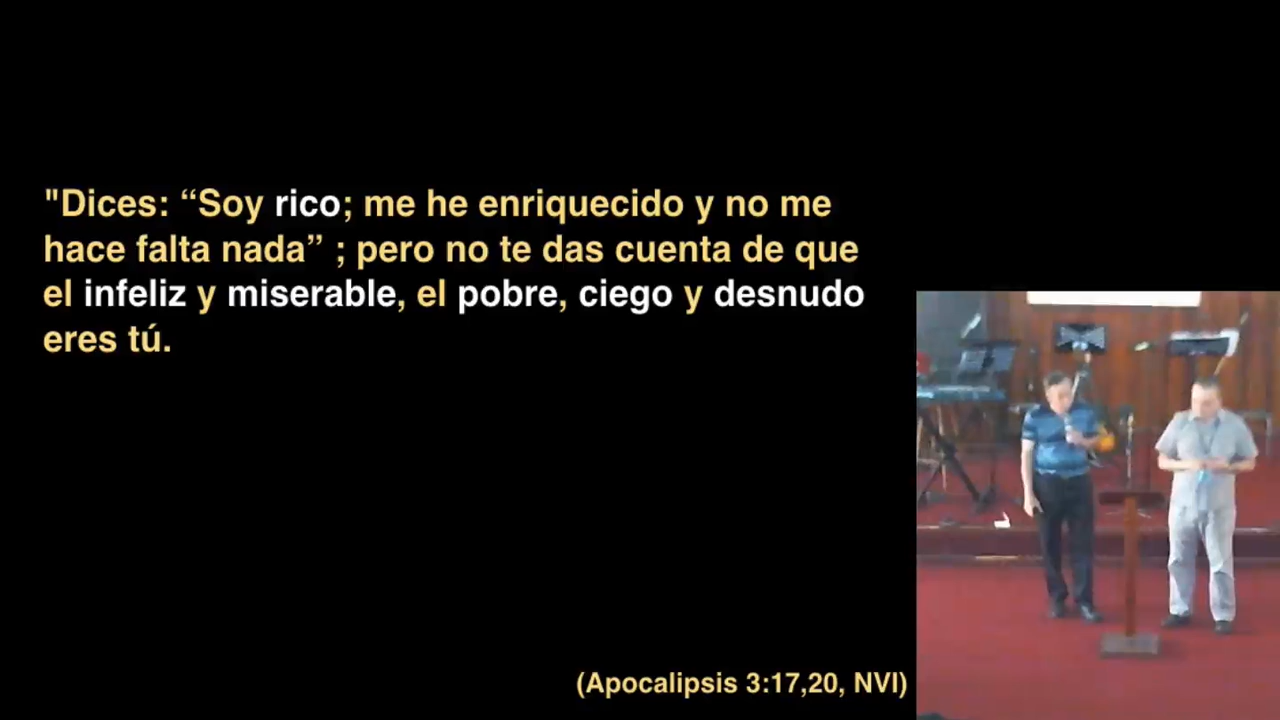 "Dices: “Soy rico; me he enriquecido y no me
hace falta nada” ; pero no te das cuenta de que
el infeliz y miserable, el pobre, ciego y desnudo
eres tú.
(Apocalipsis 3:17,20, NVI)